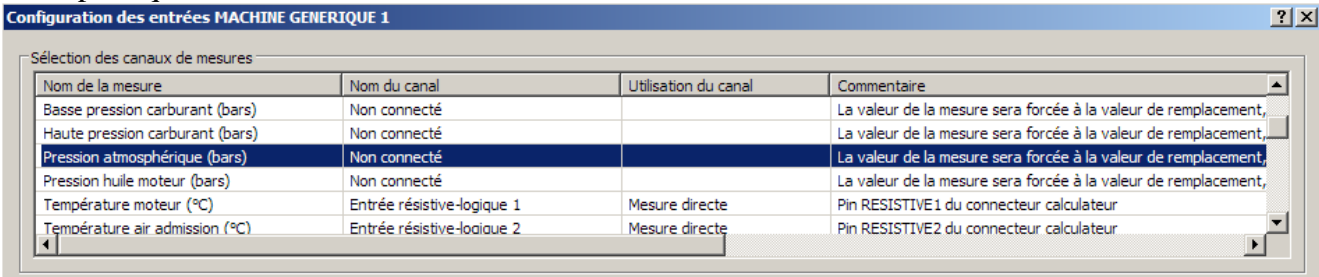 Configuration des entrées MACHINE GENERIQUE 1
Sélection des canaux de mesures
Nom de la mesure Nom du canal Utilisation du canal Commentaire
Basse pression carburant (bars) Non connecté La valeur de la mesure sera forcée à la valeur de remplacement,
Haute pression carburant (bars) Non connecté La valeur de la mesure sera forcée à la valeur de remplacement,
Pression atmosphérique (bars) Non connecté La valeur de la mesure sera forcée à la valeur de remplacement,
Pression huile moteur (bars) Non connecté La valeur de la mesure sera forcée à la valeur de remplacement,
Température moteur (°C) Entrée résistive-logique 1 Mesure directe Pin RESISTIVE1 du connecteur calculateur
Température air admission (°C) Entrée résistive-logique 2 Mesure directe Pin RESISTIVE2 du connecteur calculateur